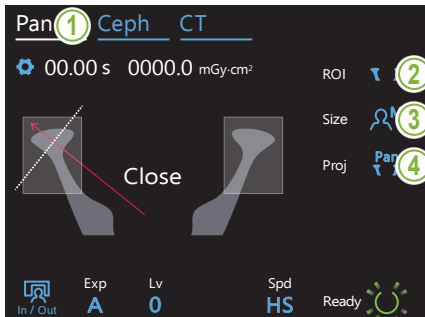 Pan 1 Ceph CT
00.00 s 0000.0 mGy·cm²
ROI 2
Size M 3
Close
Proj Pan 4
Exp Lv Spd
In / Out A 0 HS Ready